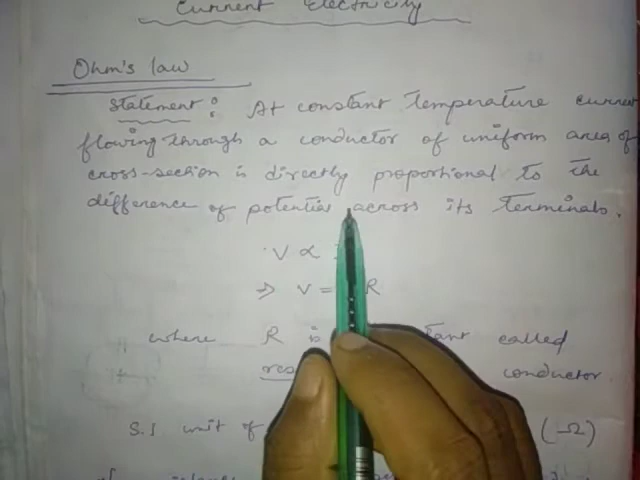 Current Electricity
Ohm's law
Statement: At constant temperature current
flowing through a conductor of uniform area of
cross-section is directly proportional to the
difference of potential across its terminals.
V ∝
⇒ V = R
where R is called
conductor.
S.I unit of (Ω)